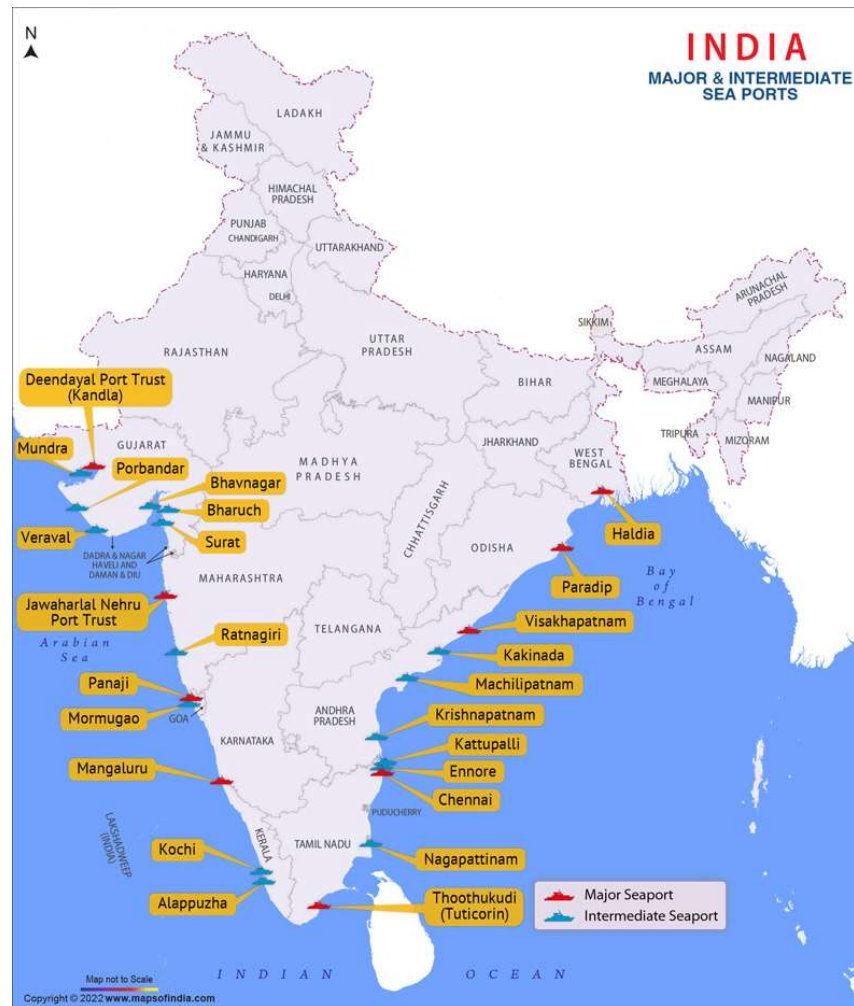 N
INDIA
MAJOR & INTERMEDIATE
SEA PORTS
LADAKH
JAMMU
& KASHMIR
HIMACHAL
PRADESH
PUNJAB
CHANDIGARH
UTTARAKHAND
HARYANA
DELHI
ARUNACHAL
PRADESH
SIKKIM
UTTAR
PRADESH
ASSAM
NAGALAND
RAJASTHAN
BIHAR
MEGHALAYA
MANIPUR
Deendayal Port Trust
(Kandla)
TRIPURA
MIZORAM
GUJARAT
JHARKHAND
WEST
BENGAL
Mundra
Porbandar
MADHYA
PRADESH
Bhavnagar
Bharuch
CHHATTISGARH
Veraval
Surat
Haldia
ODISHA
DADRA & NAGAR
HAVELI AND
DAMAN & DIU
MAHARASHTRA
Paradip
Bay
of
Bengal
Jawaharlal Nehru
Port Trust
TELANGANA
Visakhapatnam
Arabian
Sea
Ratnagiri
Kakinada
Panaji
Machilipatnam
Mormugao
GOA
ANDHRA
PRADESH
Krishnapatnam
KARNATAKA
Kattupalli
Mangaluru
Ennore
Chennai
PUDUCHERRY
LAKSHADWEEP
(INDIA)
KERALA
TAMIL NADU
Kochi
Nagapattinam
Alappuzha
Thoothukudi
(Tuticorin)
Major Seaport
Intermediate Seaport
INDIAN OCEAN
Map not to Scale
Copyright © 2022 www.mapsofindia.com